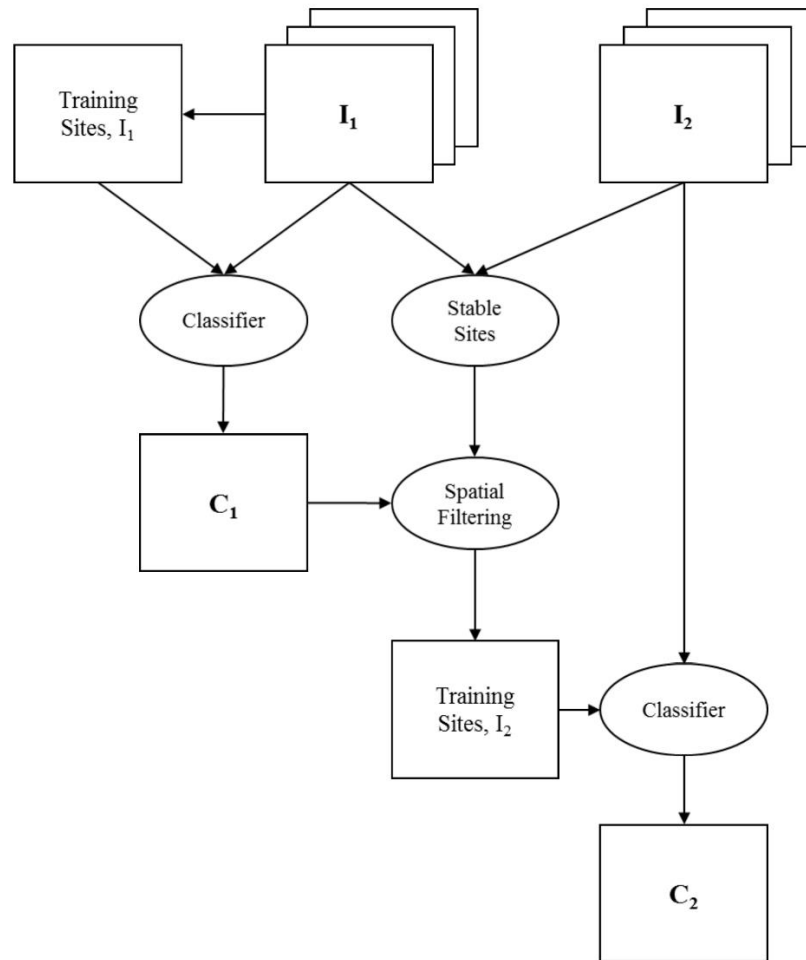 Training
Sites, I₁
I₁
I₂
Classifier
Stable
Sites
C₁
Spatial
Filtering
Training
Sites, I₂
Classifier
C₂